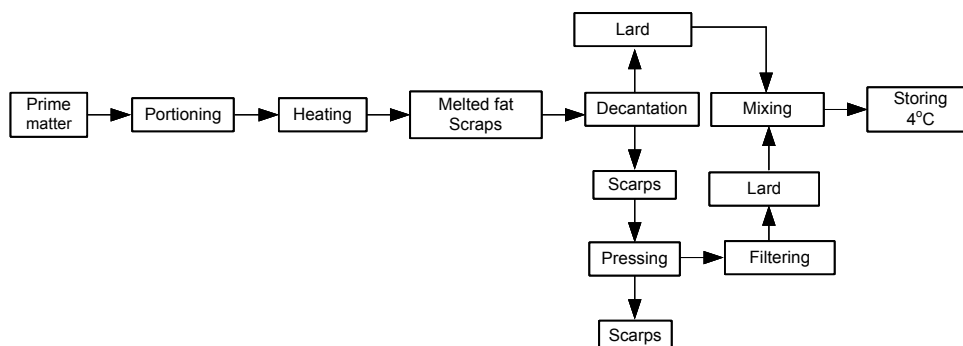 Lard
Prime
matter
Portioning
Heating
Melted fat
Scraps
Decantation
Mixing
Storing
4°C
Scarps
Lard
Pressing
Filtering
Scarps